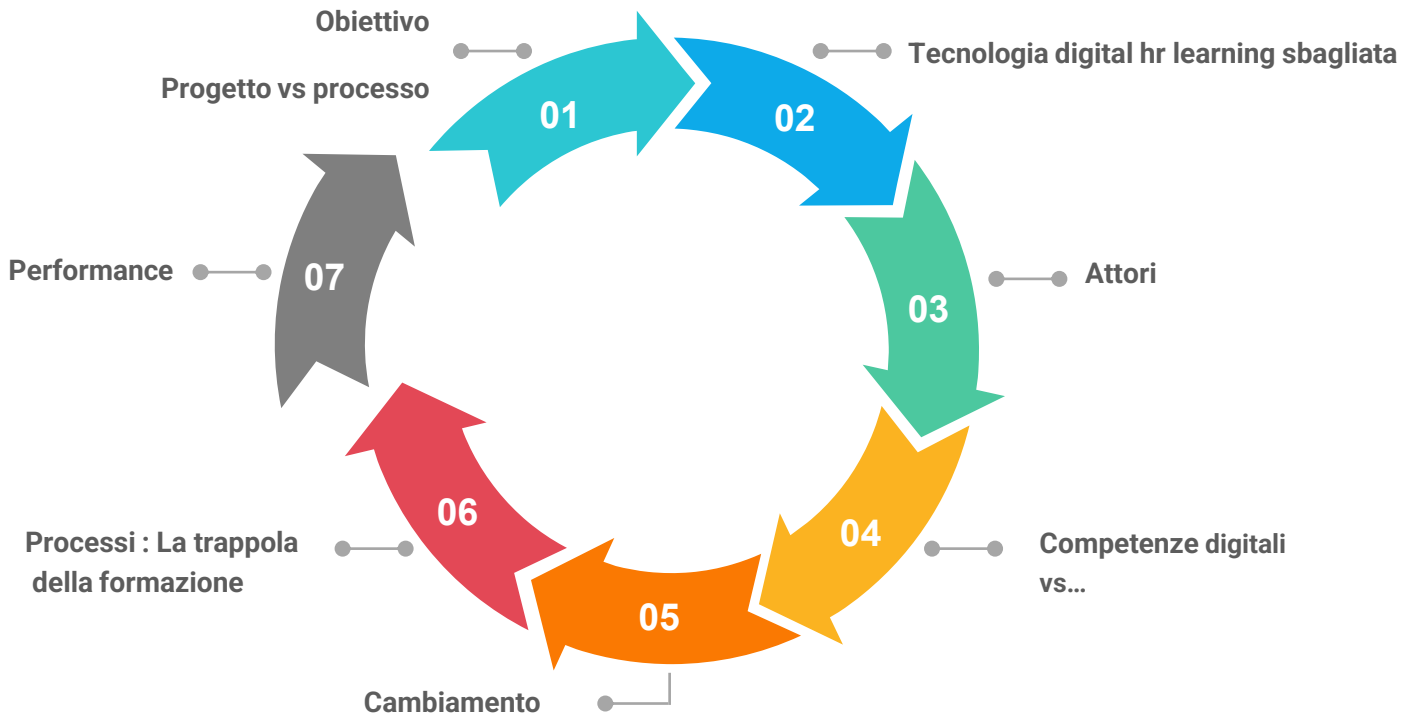 Obiettivo
Progetto vs processo
01
02
Tecnologia digital hr learning sbagliata
03
Attori
04
Competenze digitali
vs…
05
Cambiamento
06
Processi : La trappola
della formazione
07
Performance